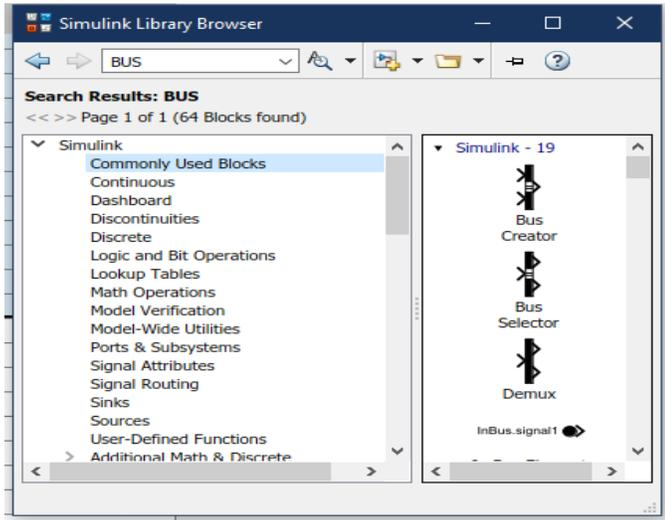 Simulink Library Browser
BUS
Search Results: BUS
<< >> Page 1 of 1 (64 Blocks found)
Simulink
Commonly Used Blocks
Continuous
Dashboard
Discontinuities
Discrete
Logic and Bit Operations
Lookup Tables
Math Operations
Model Verification
Model-Wide Utilities
Ports & Subsystems
Signal Attributes
Signal Routing
Sinks
Sources
User-Defined Functions
Additional Math & Discrete
Simulink - 19
Bus
Creator
Bus
Selector
Demux
InBus.signal1